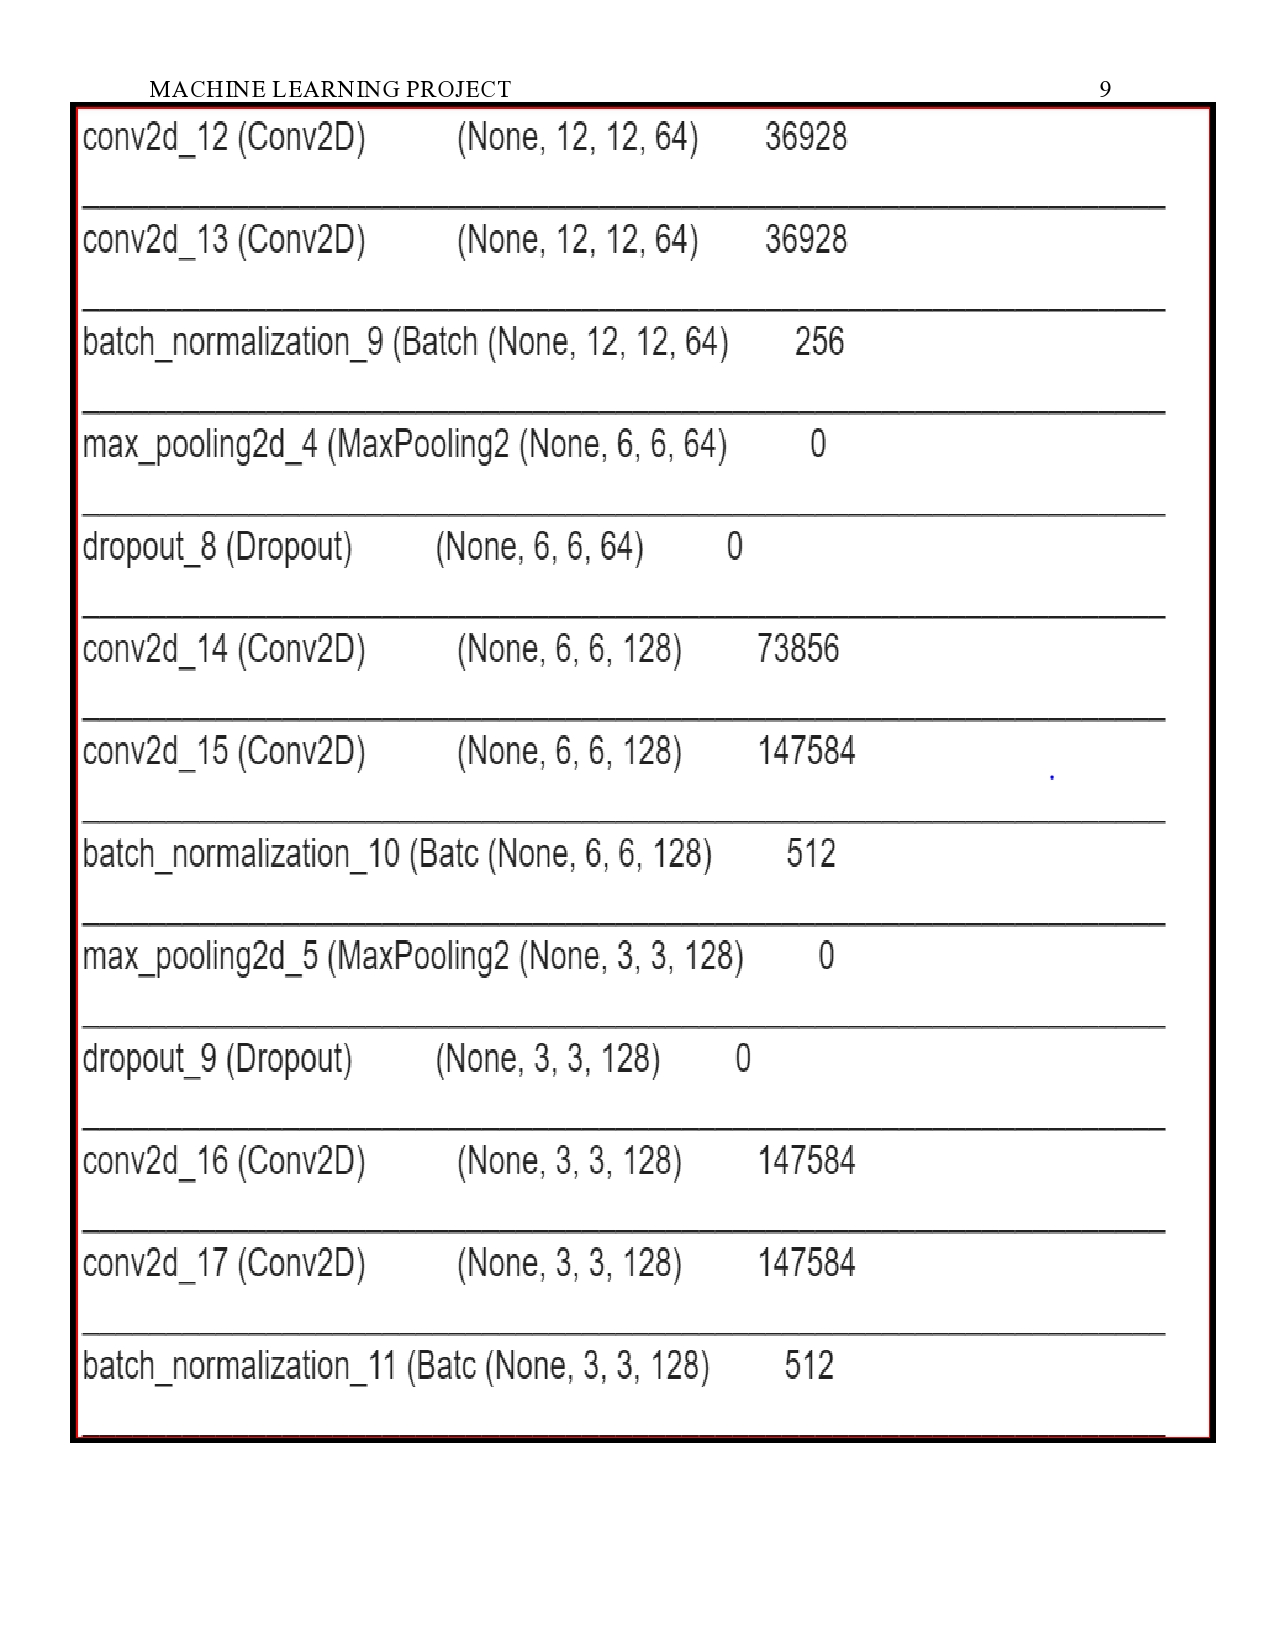 MACHINE LEARNING PROJECT 9
conv2d_12 (Conv2D) (None, 12, 12, 64) 36928
conv2d_13 (Conv2D) (None, 12, 12, 64) 36928
batch_normalization_9 (Batch (None, 12, 12, 64) 256
max_pooling2d_4 (MaxPooling2 (None, 6, 6, 64) 0
dropout_8 (Dropout) (None, 6, 6, 64) 0
conv2d_14 (Conv2D) (None, 6, 6, 128) 73856
conv2d_15 (Conv2D) (None, 6, 6, 128) 147584
batch_normalization_10 (Batc (None, 6, 6, 128) 512
max_pooling2d_5 (MaxPooling2 (None, 3, 3, 128) 0
dropout_9 (Dropout) (None, 3, 3, 128) 0
conv2d_16 (Conv2D) (None, 3, 3, 128) 147584
conv2d_17 (Conv2D) (None, 3, 3, 128) 147584
batch_normalization_11 (Batc (None, 3, 3, 128) 512